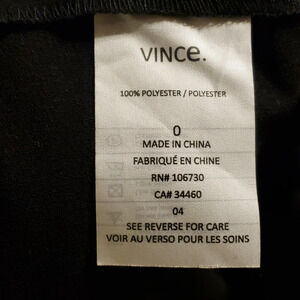 VINCe.
100% POLYESTER / POLYESTER
0
MADE IN CHINA
FABRIQUÉ EN CHINE
RN# 106730
CA# 34460
04
SEE REVERSE FOR CARE
VOIR AU VERSO POUR LES SOINS